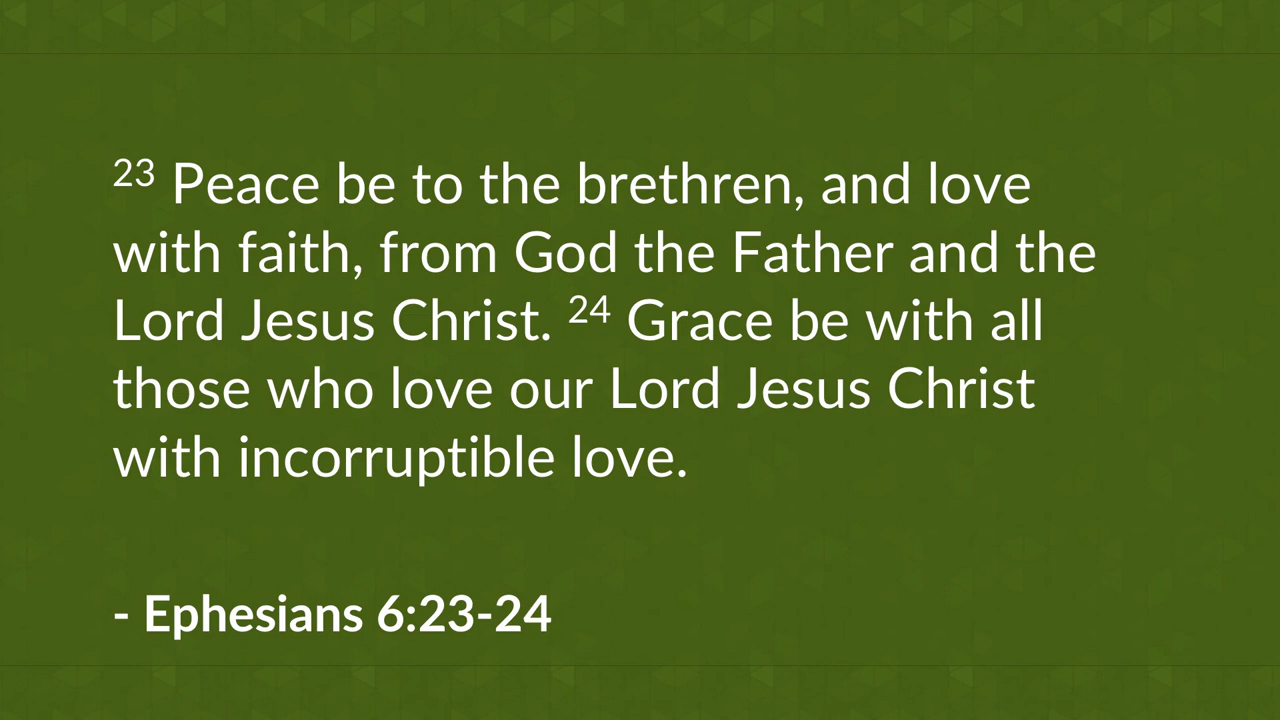 23 Peace be to the brethren, and love
with faith, from God the Father and the
Lord Jesus Christ. 24 Grace be with all
those who love our Lord Jesus Christ
with incorruptible love.
- Ephesians 6:23-24